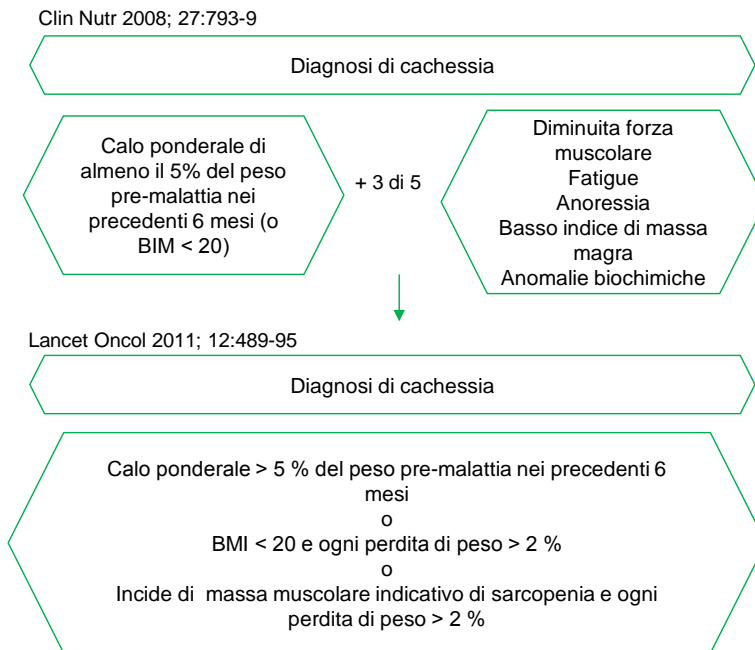 Clin Nutr 2008; 27:793-9
Diagnosi di cachessia
Calo ponderale di
almeno il 5% del peso
pre-malattia nei
precedenti 6 mesi (o
BIM < 20)
+ 3 di 5
Diminuita forza
muscolare
Fatigue
Anoressia
Basso indice di massa
magra
Anomalie biochimiche
Lancet Oncol 2011; 12:489-95
Diagnosi di cachessia
Calo ponderale > 5 % del peso pre-malattia nei precedenti 6
mesi
o
BMI < 20 e ogni perdita di peso > 2 %
o
Incide di massa muscolare indicativo di sarcopenia e ogni
perdita di peso > 2 %